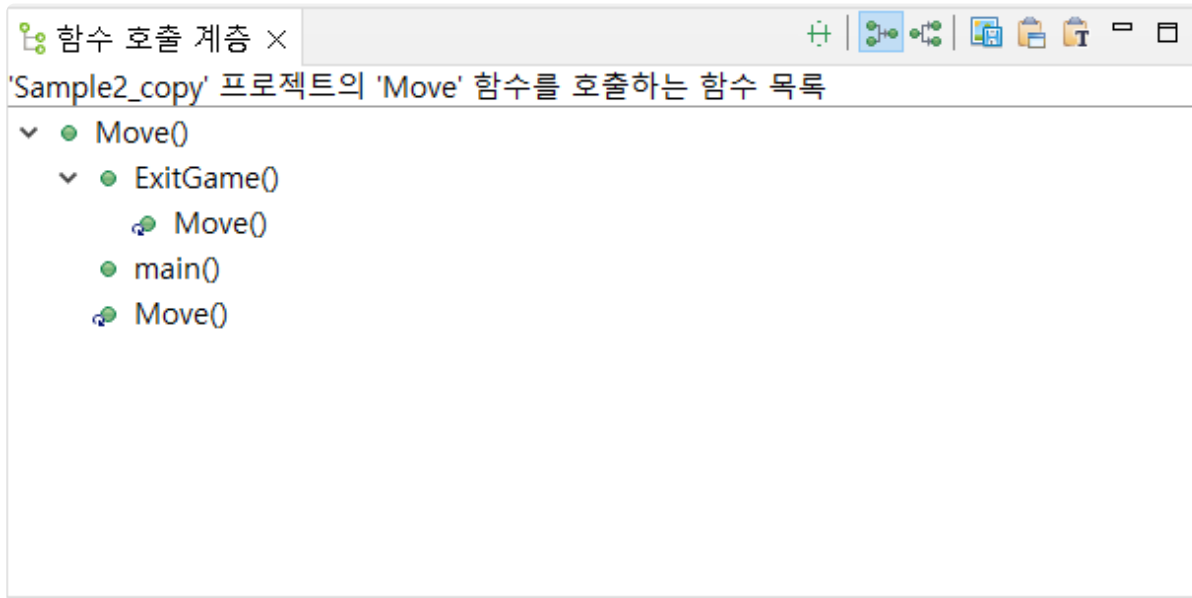 함수 호출 계층
'Sample2_copy' 프로젝트의 'Move' 함수를 호출하는 함수 목록
Move()
ExitGame()
Move()
main()
Move()